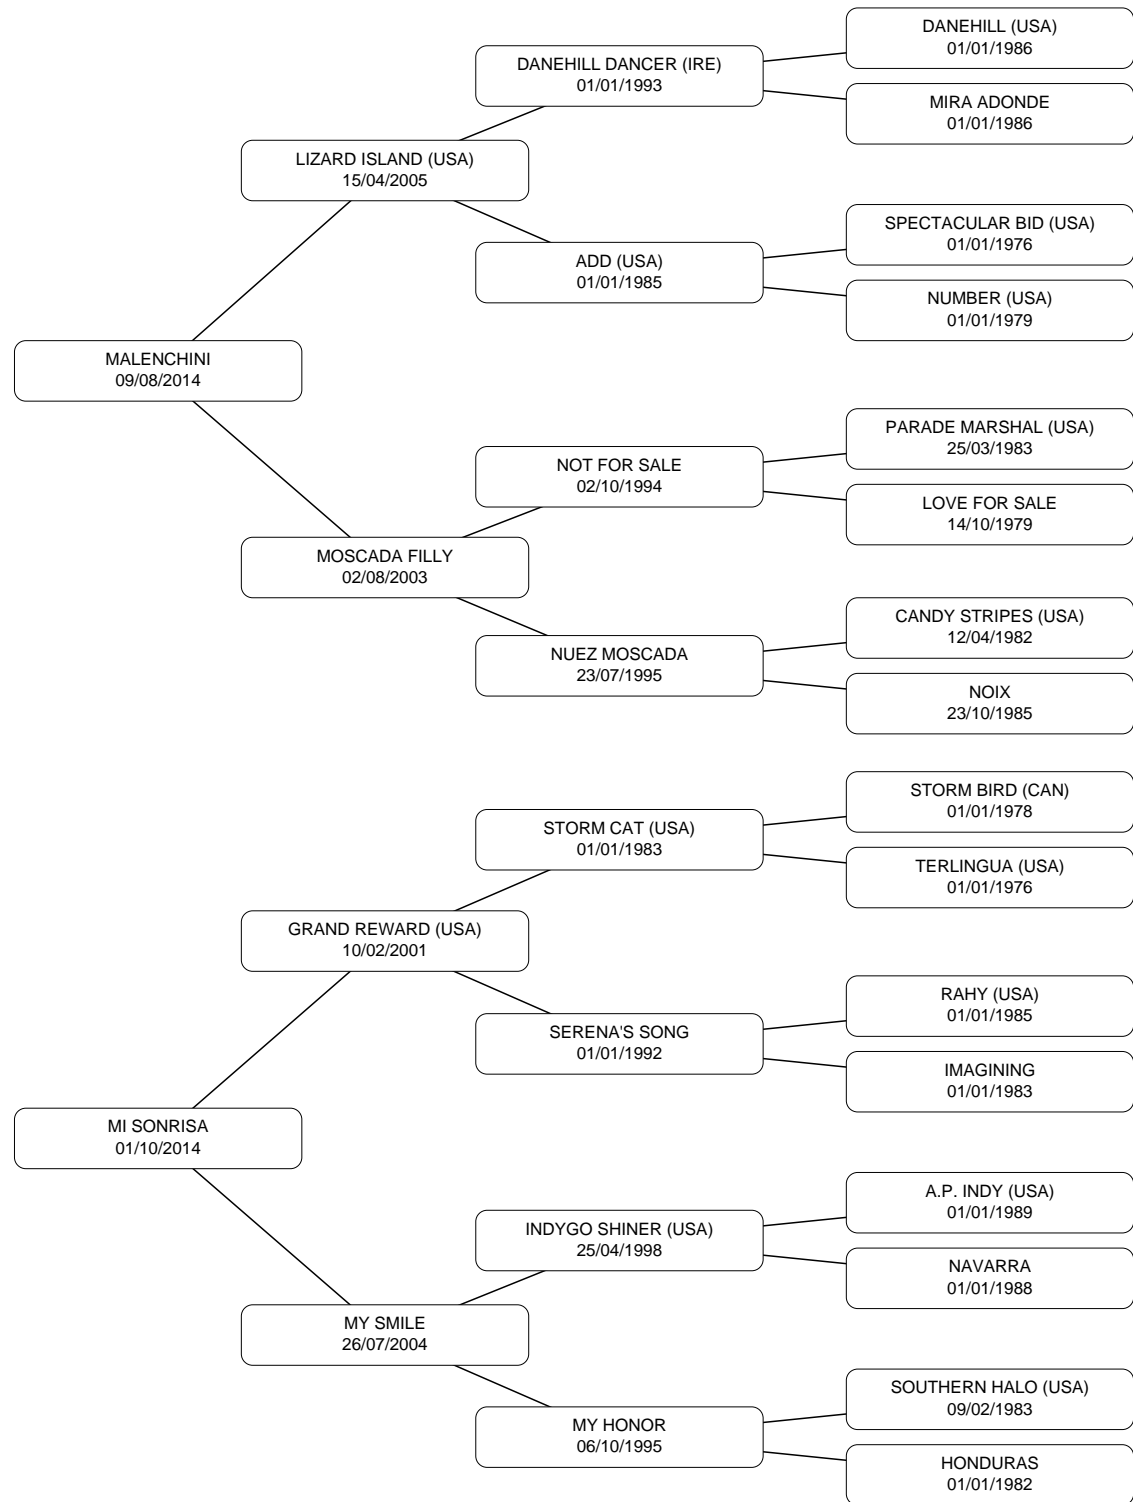 DANEHILL (USA)
01/01/1986
DANEHILL DANCER (IRE)
01/01/1993
MIRA ADONDE
01/01/1986
LIZARD ISLAND (USA)
15/04/2005
SPECTACULAR BID (USA)
01/01/1976
ADD (USA)
01/01/1985
NUMBER (USA)
01/01/1979
MALENCHINI
09/08/2014
PARADE MARSHAL (USA)
25/03/1983
NOT FOR SALE
02/10/1994
LOVE FOR SALE
14/10/1979
MOSCADA FILLY
02/08/2003
CANDY STRIPES (USA)
12/04/1982
NUEZ MOSCADA
23/07/1995
NOIX
23/10/1985
STORM BIRD (CAN)
01/01/1978
STORM CAT (USA)
01/01/1983
TERLINGUA (USA)
01/01/1976
GRAND REWARD (USA)
10/02/2001
RAHY (USA)
01/01/1985
SERENA'S SONG
01/01/1992
IMAGINING
01/01/1983
MI SONRISA
01/10/2014
A.P. INDY (USA)
01/01/1989
INDYGO SHINER (USA)
25/04/1998
NAVARRA
01/01/1988
MY SMILE
26/07/2004
SOUTHERN HALO (USA)
09/02/1983
MY HONOR
06/10/1995
HONDURAS
01/01/1982